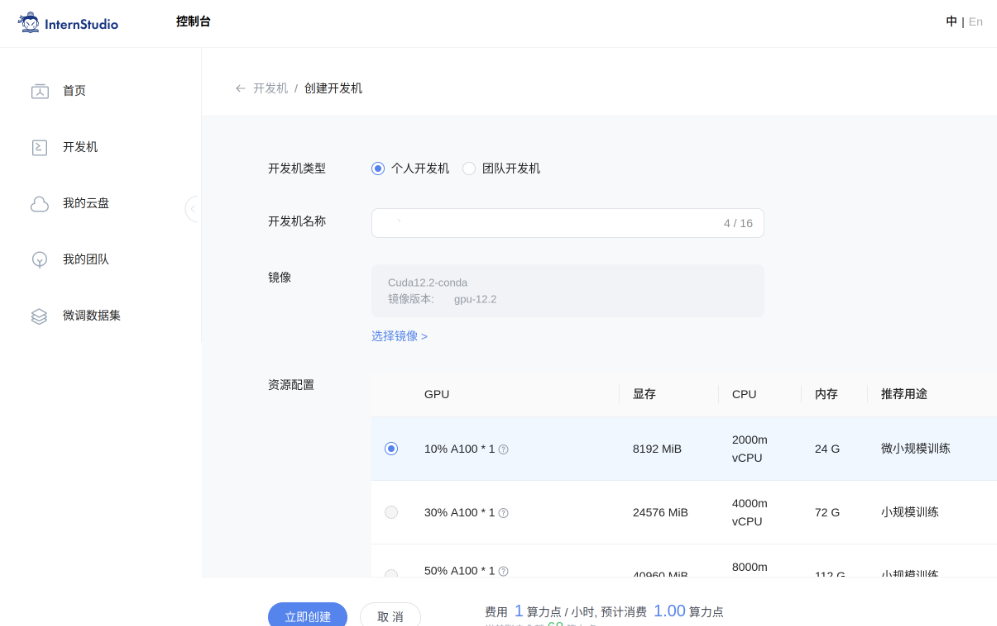 InternStudio 控制台 中 | En
首页
开发机
我的云盘
我的团队
微调数据集
← 开发机 / 创建开发机
开发机类型 个人开发机 团队开发机
开发机名称 4 / 16
镜像 Cuda12.2-conda
镜像版本: gpu-12.2
选择镜像 >
资源配置
GPU 显存 CPU 内存 推荐用途
10% A100 * 1 8192 MiB 2000m vCPU 24 G 微小规模训练
30% A100 * 1 24576 MiB 4000m vCPU 72 G 小规模训练
50% A100 * 1 40960 MiB 8000m 112 G 小规模训练
立即创建 取 消 费用 1 算力点 / 小时, 预计消费 1.00 算力点